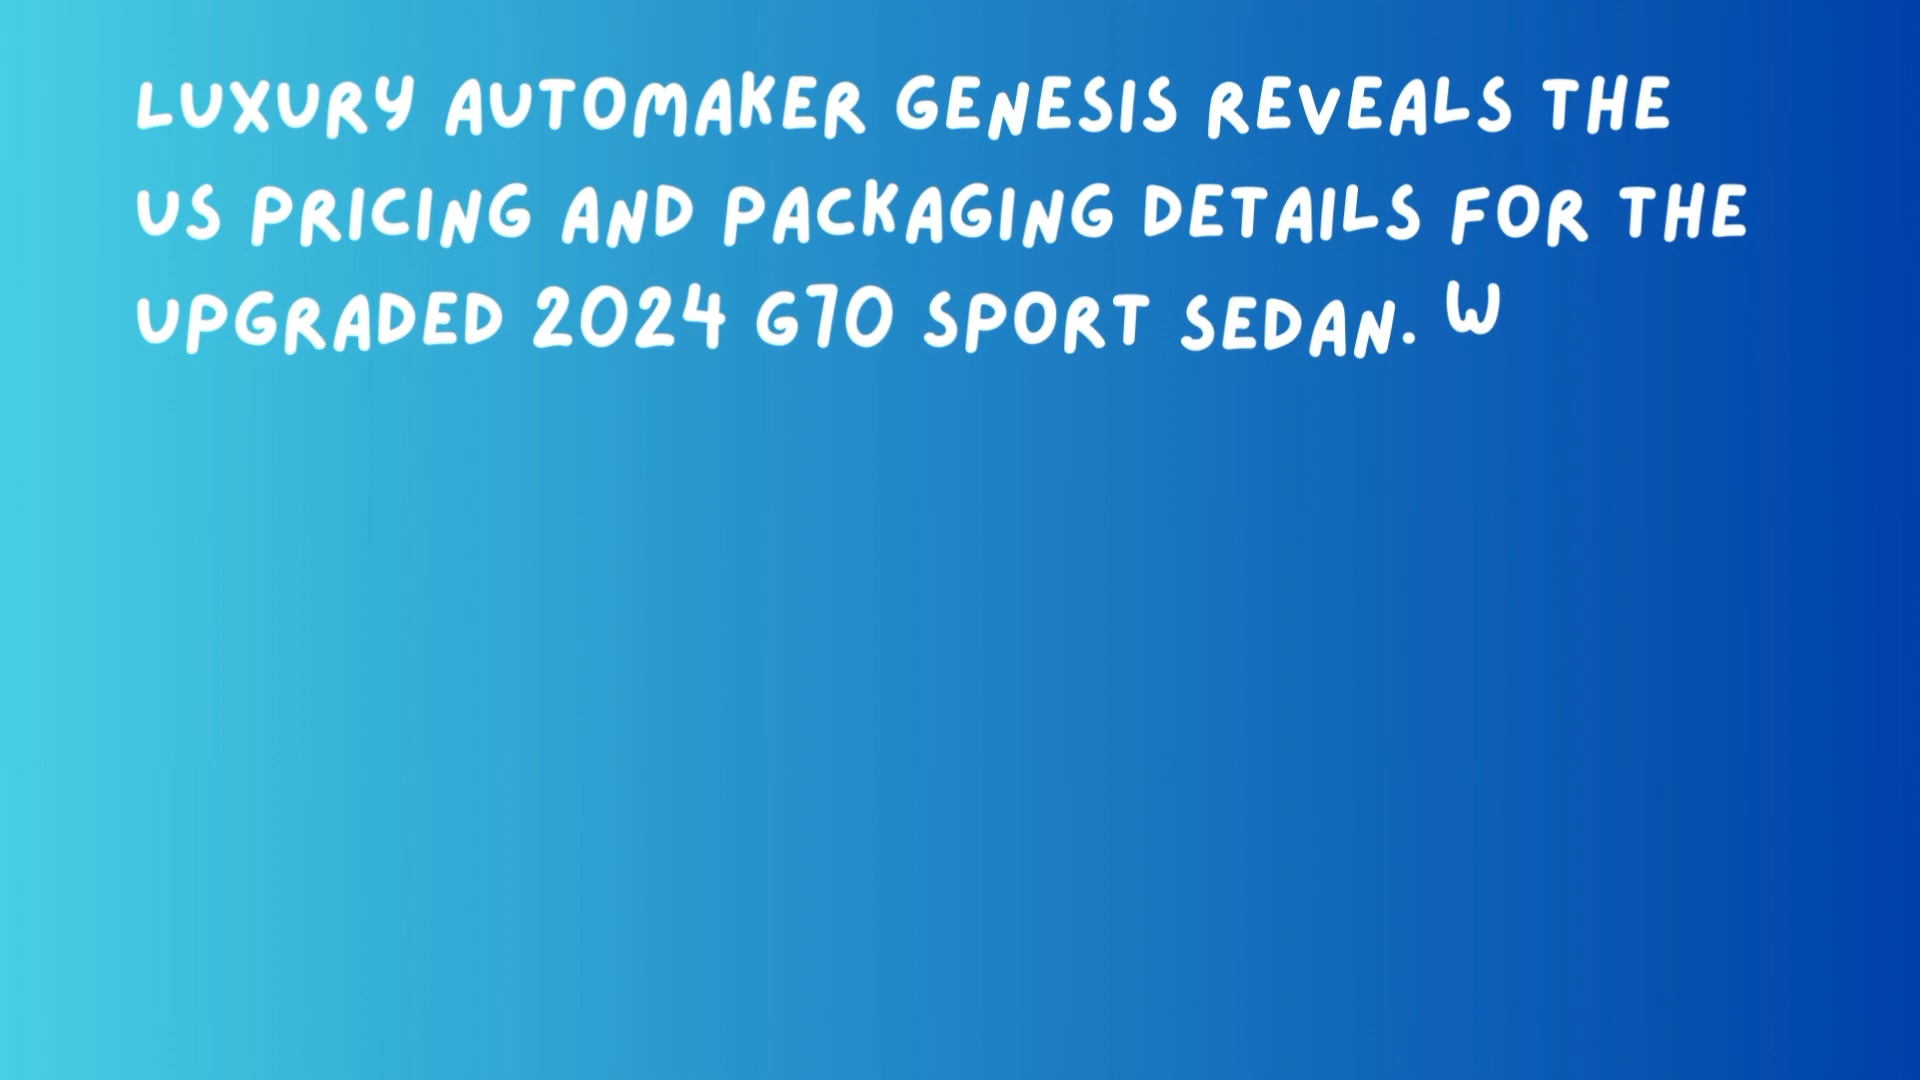 LUXURY AUTOMAKER GENESIS REVEALS THE
US PRICING AND PACKAGING DETAILS FOR THE
UPGRADED 2024 G70 SPORT SEDAN. W